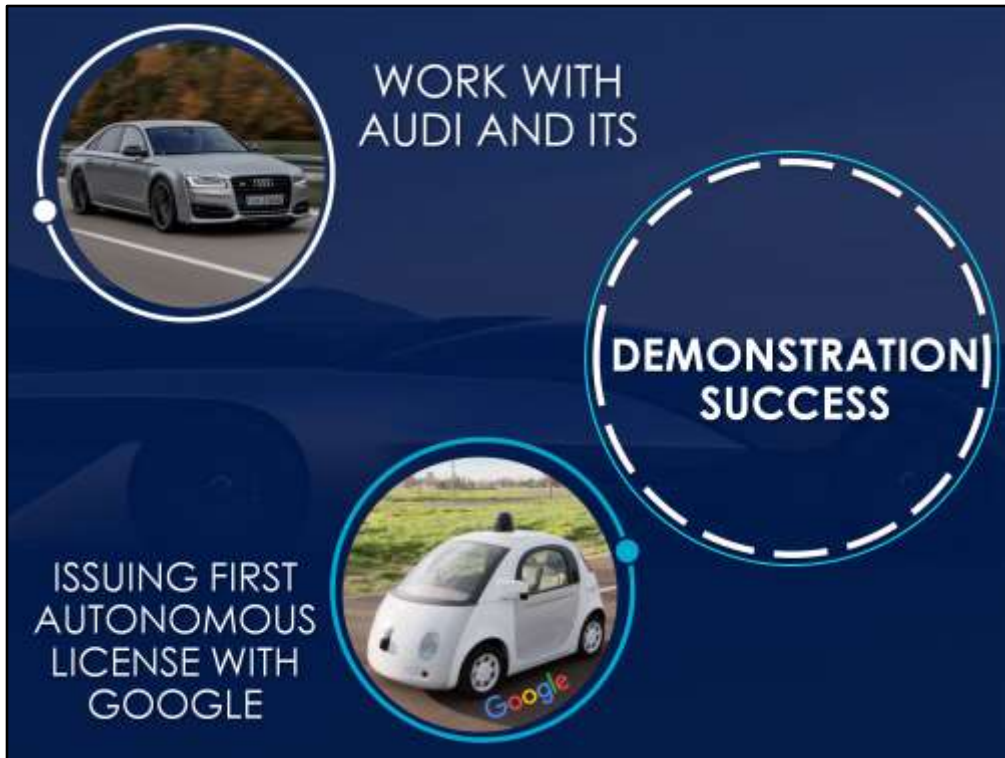 WORK WITH
AUDI AND ITS
DEMONSTRATION
SUCCESS
ISSUING FIRST
AUTONOMOUS
LICENSE WITH
GOOGLE
Google